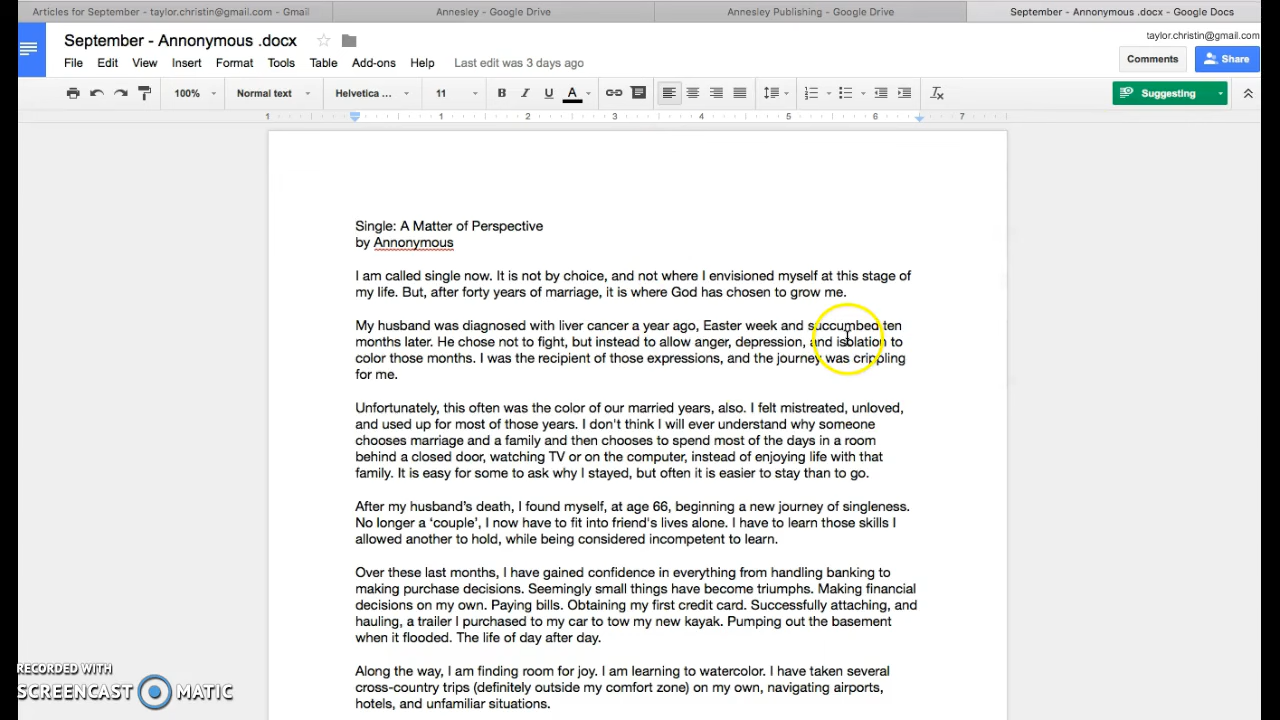 Articles for September - taylor.christin@gmail.com - Gmail
Annesley - Google Drive
Annesley Publishing - Google Drive
September - Annonymous .docx - Google Docs
taylor.christin@gmail.com
September - Annonymous .docx
Comments
Share
File Edit View Insert Format Tools Table Add-ons Help Last edit was 3 days ago
100% Normal text Helvetica ... 11 B I U A Suggesting
1 1 2 3 4 5 6 7
Single: A Matter of Perspective
by Annonymous
I am called single now. It is not by choice, and not where I envisioned myself at this stage of
my life. But, after forty years of marriage, it is where God has chosen to grow me.
My husband was diagnosed with liver cancer a year ago, Easter week and succumbed ten
months later. He chose not to fight, but instead to allow anger, depression, and isolation to
color those months. I was the recipient of those expressions, and the journey was crippling
for me.
Unfortunately, this often was the color of our married years, also. I felt mistreated, unloved,
and used up for most of those years. I don't think I will ever understand why someone
chooses marriage and a family and then chooses to spend most of the days in a room
behind a closed door, watching TV or on the computer, instead of enjoying life with that
family. It is easy for some to ask why I stayed, but often it is easier to stay than to go.
After my husband’s death, I found myself, at age 66, beginning a new journey of singleness.
No longer a ‘couple’, I now have to fit into friend's lives alone. I have to learn those skills I
allowed another to hold, while being considered incompetent to learn.
Over these last months, I have gained confidence in everything from handling banking to
making purchase decisions. Seemingly small things have become triumphs. Making financial
decisions on my own. Paying bills. Obtaining my first credit card. Successfully attaching, and
hauling, a trailer I purchased to my car to tow my new kayak. Pumping out the basement
when it flooded. The life of day after day.
Along the way, I am finding room for joy. I am learning to watercolor. I have taken several
cross-country trips (definitely outside my comfort zone) on my own, navigating airports,
hotels, and unfamiliar situations.
RECORDED WITH
SCREENCAST MATIC